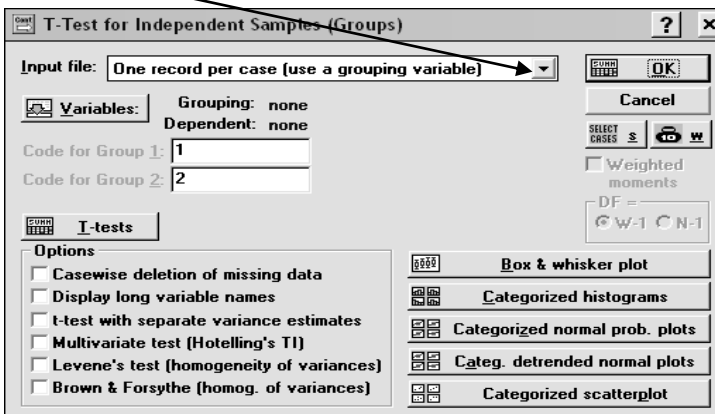 T-Test for Independent Samples (Groups) ? ×
Input file: One record per case (use a grouping variable) OK
Variables: Grouping: none Cancel
Dependent: none
SELECT CASES S W
Code for Group 1: 1
Code for Group 2: 2
Weighted moments
DF =
W-1 N-1
T-tests
Options
Casewise deletion of missing data
Display long variable names
t-test with separate variance estimates
Multivariate test (Hotelling's TI)
Levene's test (homogeneity of variances)
Brown & Forsythe (homog. of variances)
Box & whisker plot
Categorized histograms
Categorized normal prob. plots
Categ. detrended normal plots
Categorized scatterplot